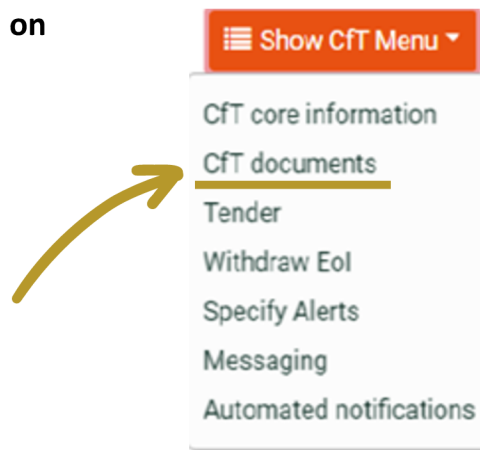 on
Show CfT Menu
CfT core information
CfT documents
Tender
Withdraw EoI
Specify Alerts
Messaging
Automated notifications